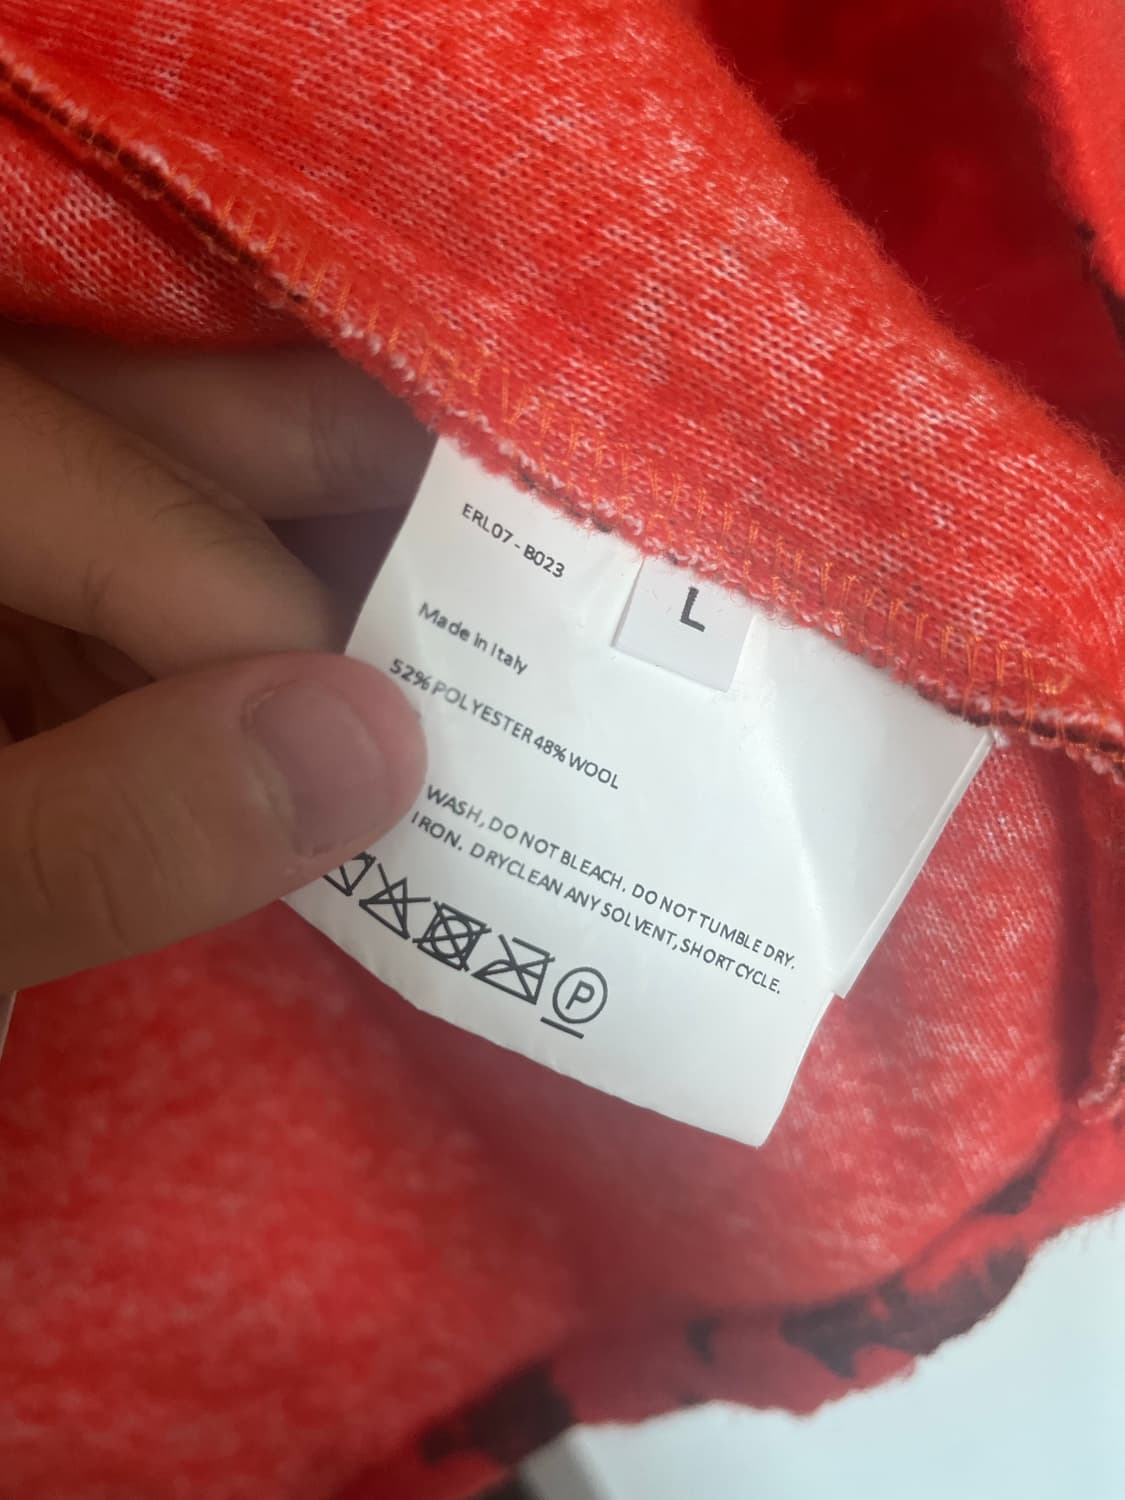 ERL07 - B023
L
Made in Italy
52% POLYESTER 48% WOOL
WASH, DO NOT BLEACH. DO NOT TUMBLE DRY.
IRON. DRYCLEAN ANY SOLVENT, SHORT CYCLE.
P